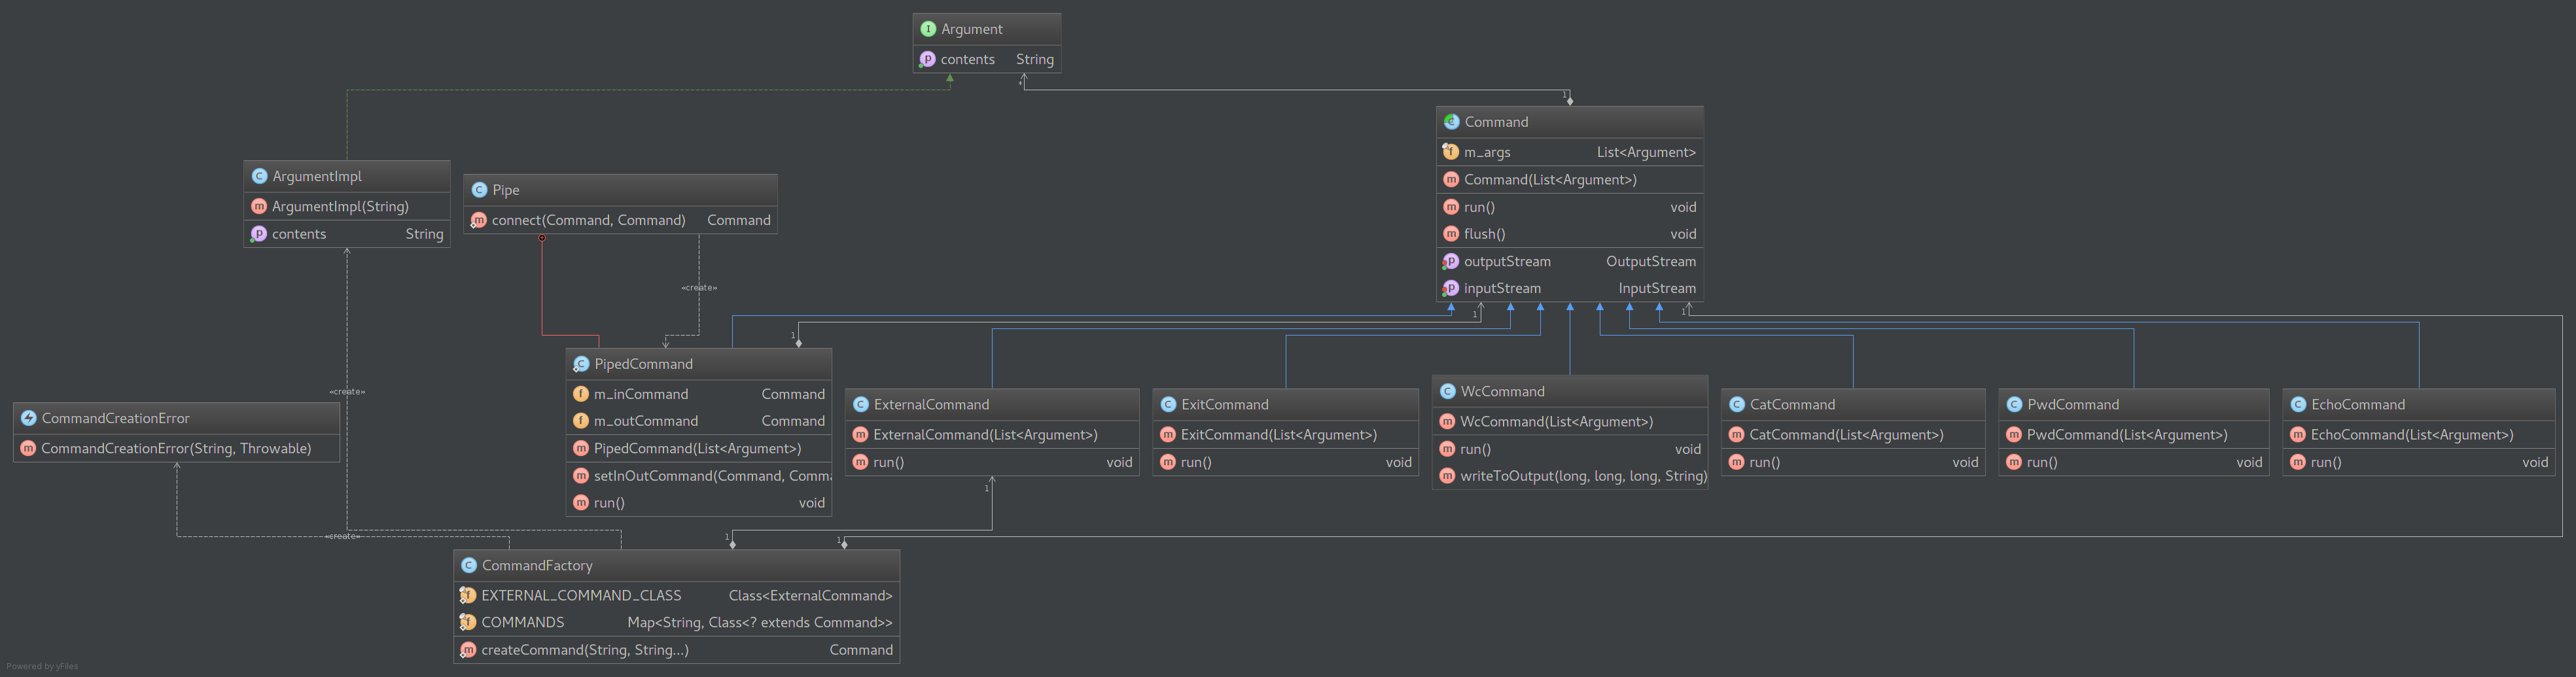 I Argument
p contents String
*
1
C Command
f m_args List<Argument>
m Command(List<Argument>)
m run() void
m flush() void
p outputStream OutputStream
p inputStream InputStream
C ArgumentImpl
m ArgumentImpl(String)
p contents String
C Pipe
m connect(Command, Command) Command
«create»
1
1
1
C PipedCommand
f m_inCommand Command
f m_outCommand Command
m PipedCommand(List<Argument>)
m setInOutCommand(Command, Comma
m run() void
«create»
CommandCreationError
m CommandCreationError(String, Throwable)
C ExternalCommand
m ExternalCommand(List<Argument>)
m run() void
C ExitCommand
m ExitCommand(List<Argument>)
m run() void
C WcCommand
m WcCommand(List<Argument>)
m run() void
m writeToOutput(long, long, long, String)
C CatCommand
m CatCommand(List<Argument>)
m run() void
C PwdCommand
m PwdCommand(List<Argument>)
m run() void
C EchoCommand
m EchoCommand(List<Argument>)
m run() void
1
«create»
1
1
C CommandFactory
f EXTERNAL_COMMAND_CLASS Class<ExternalCommand>
f COMMANDS Map<String, Class<? extends Command>>
m createCommand(String, String...) Command
Powered by yFiles